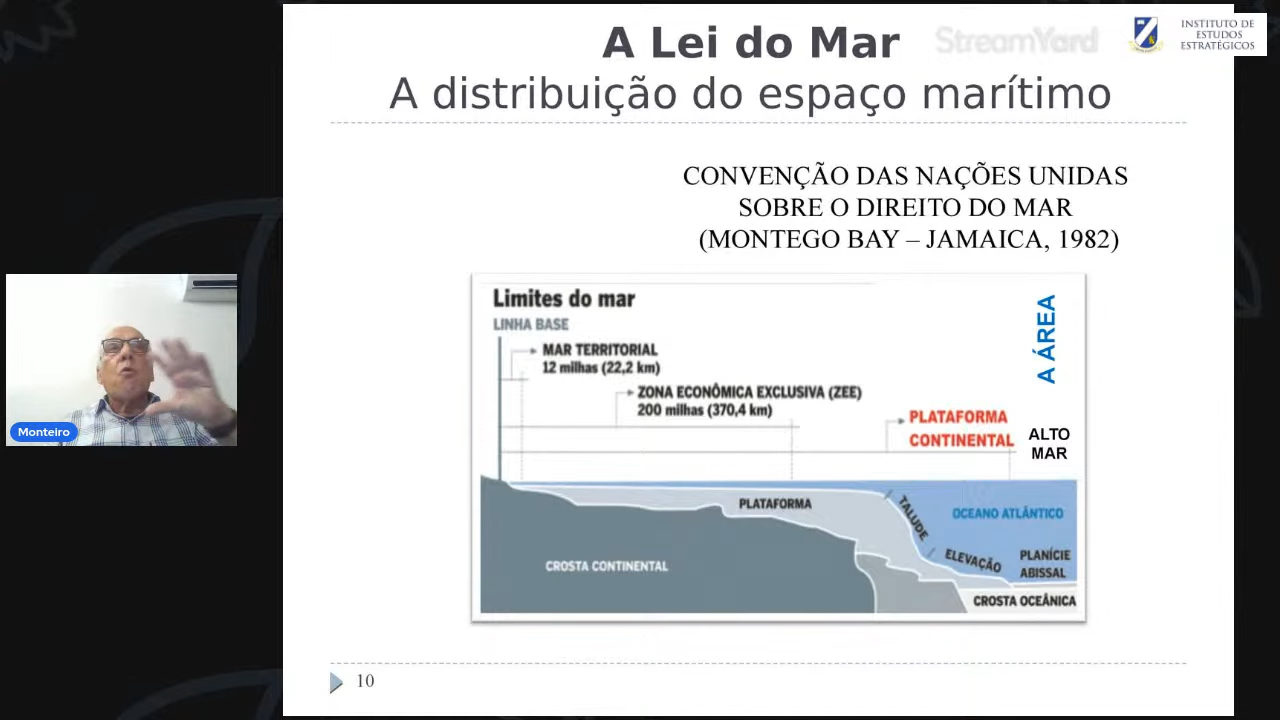 A Lei do Mar
A distribuição do espaço marítimo
StreamYard
INSTITUTO DE
ESTUDOS
ESTRATÉGICOS
CONVENÇÃO DAS NAÇÕES UNIDAS
SOBRE O DIREITO DO MAR
(MONTEGO BAY – JAMAICA, 1982)
Limites do mar
LINHA BASE
MAR TERRITORIAL
12 milhas (22,2 km)
ZONA ECONÔMICA EXCLUSIVA (ZEE)
200 milhas (370,4 km)
PLATAFORMA
CONTINENTAL
A ÁREA
ALTO
MAR
PLATAFORMA
TALUDE
OCEANO ATLÂNTICO
ELEVAÇÃO
PLANÍCIE
ABISSAL
CROSTA CONTINENTAL
CROSTA OCEÂNICA
Monteiro
10